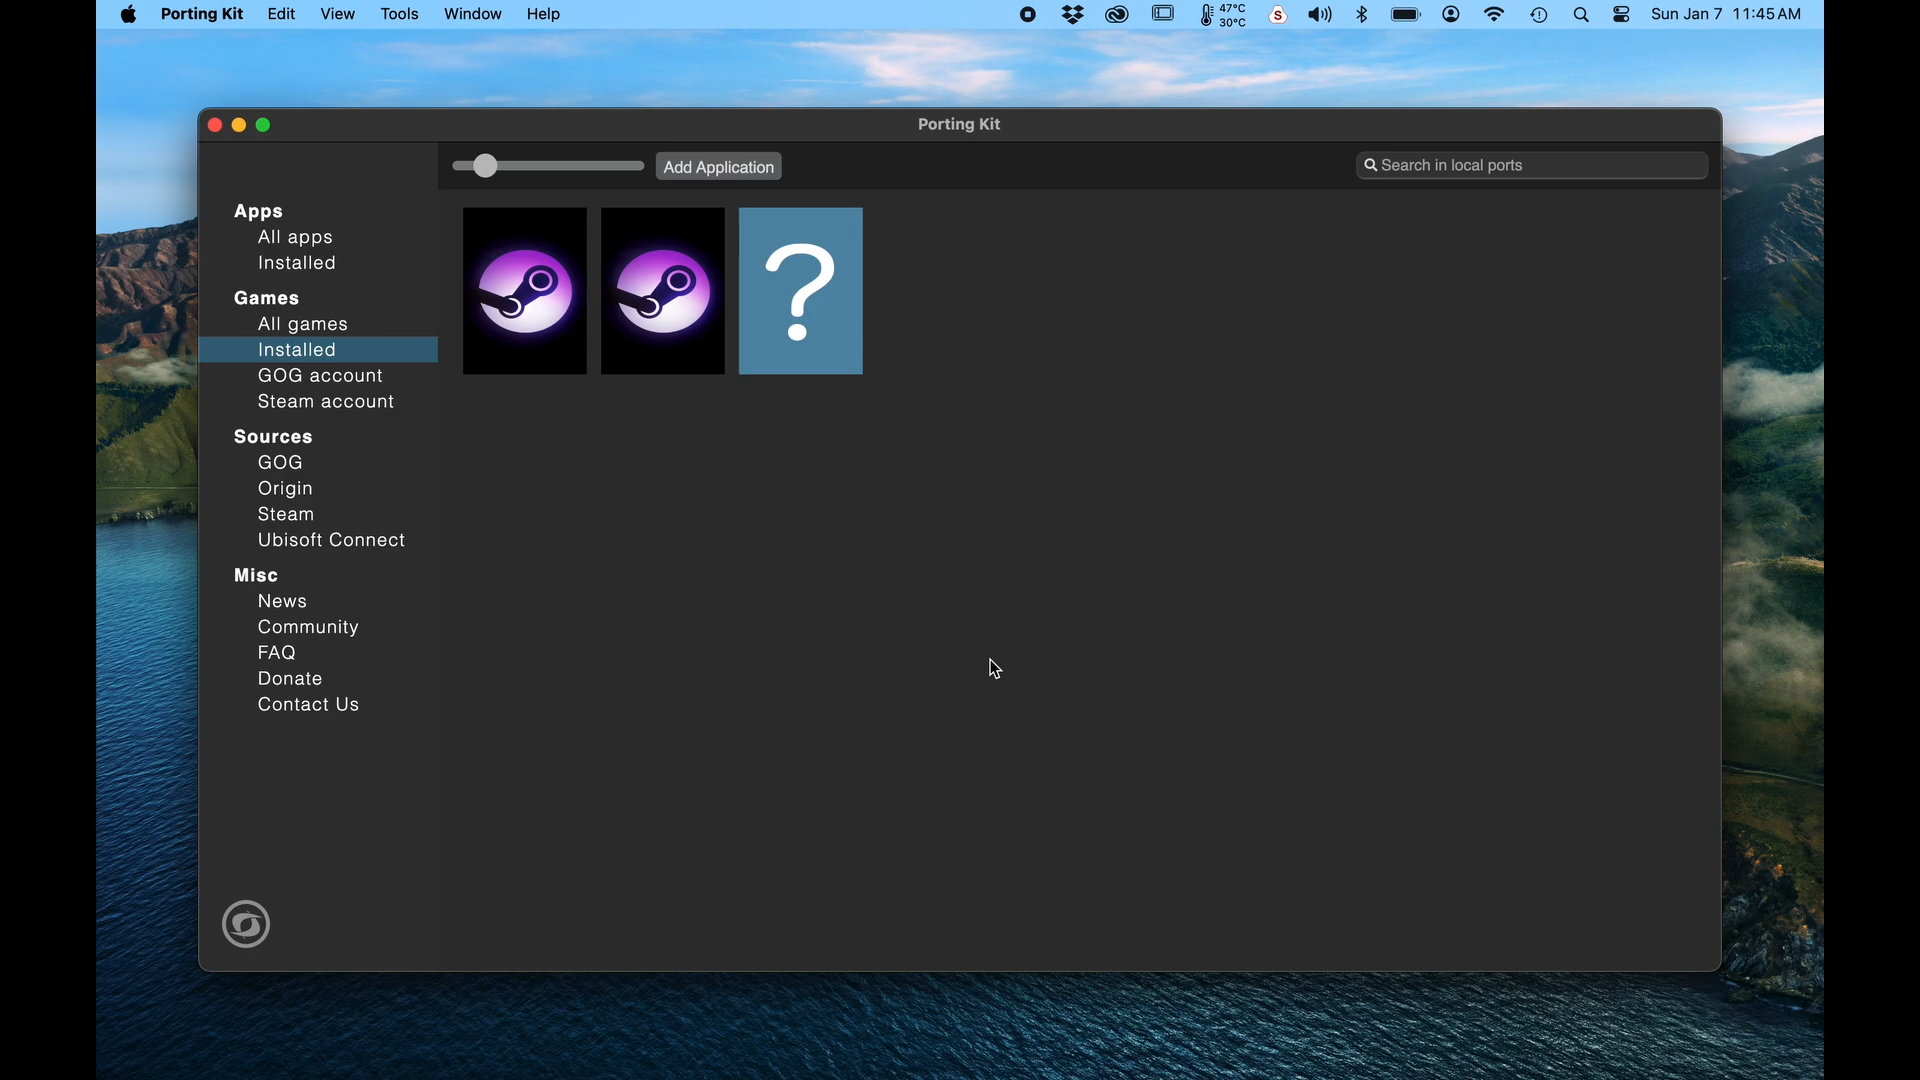 Porting Kit Edit View Tools Window Help 47°C 30°C S Sun Jan 7 11:45 AM
Porting Kit
Add Application
Search in local ports
Apps
All apps
Installed
Games
All games
Installed
GOG account
Steam account
Sources
GOG
Origin
Steam
Ubisoft Connect
Misc
News
Community
FAQ
Donate
Contact Us
?